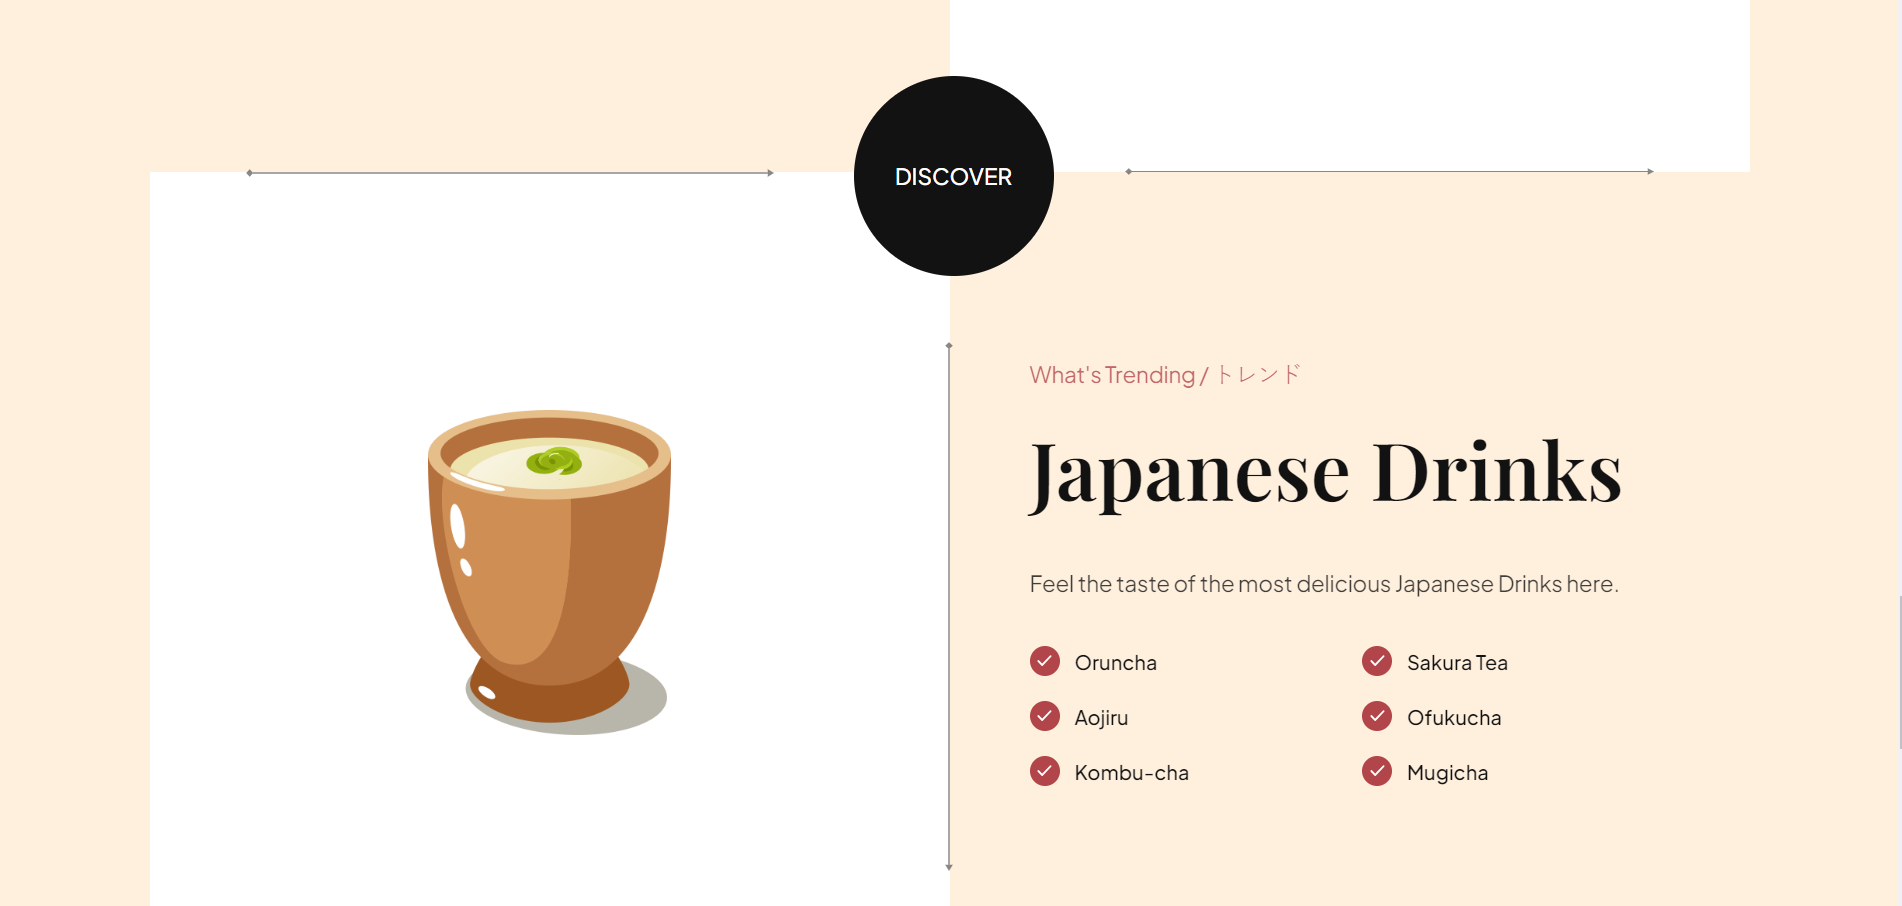 DISCOVER
What's Trending / トレンド
Japanese Drinks
Feel the taste of the most delicious Japanese Drinks here.
Oruncha
Sakura Tea
Aojiru
Ofukucha
Kombu-cha
Mugicha